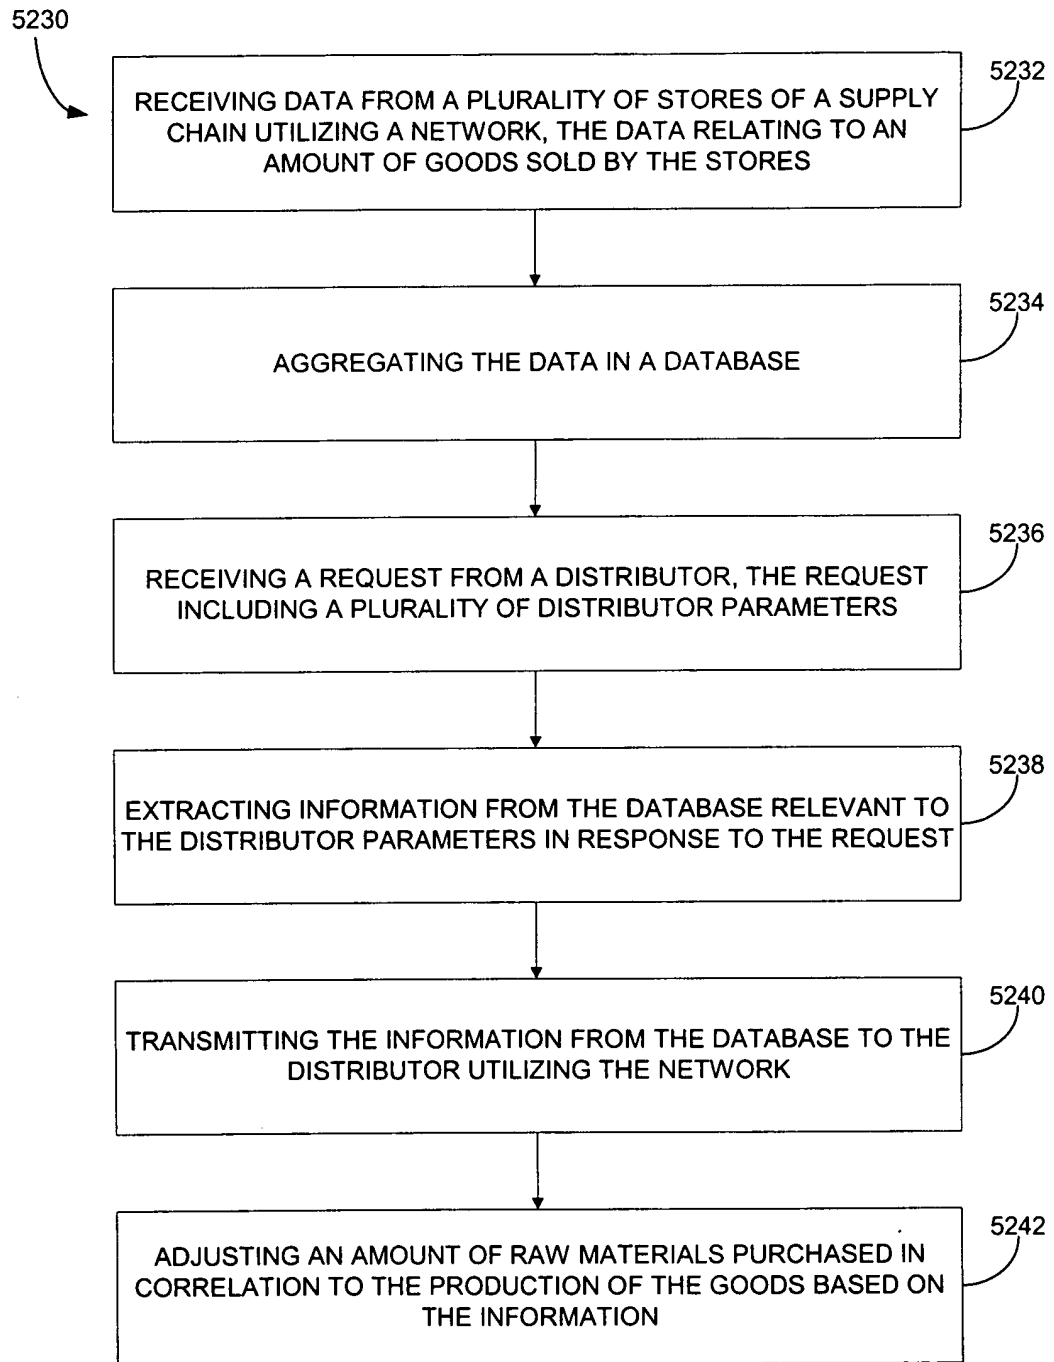 5230
5232
RECEIVING DATA FROM A PLURALITY OF STORES OF A SUPPLY
CHAIN UTILIZING A NETWORK, THE DATA RELATING TO AN
AMOUNT OF GOODS SOLD BY THE STORES
5234
AGGREGATING THE DATA IN A DATABASE
5236
RECEIVING A REQUEST FROM A DISTRIBUTOR, THE REQUEST
INCLUDING A PLURALITY OF DISTRIBUTOR PARAMETERS
5238
EXTRACTING INFORMATION FROM THE DATABASE RELEVANT TO
THE DISTRIBUTOR PARAMETERS IN RESPONSE TO THE REQUEST
5240
TRANSMITTING THE INFORMATION FROM THE DATABASE TO THE
DISTRIBUTOR UTILIZING THE NETWORK
5242
ADJUSTING AN AMOUNT OF RAW MATERIALS PURCHASED IN
CORRELATION TO THE PRODUCTION OF THE GOODS BASED ON
THE INFORMATION